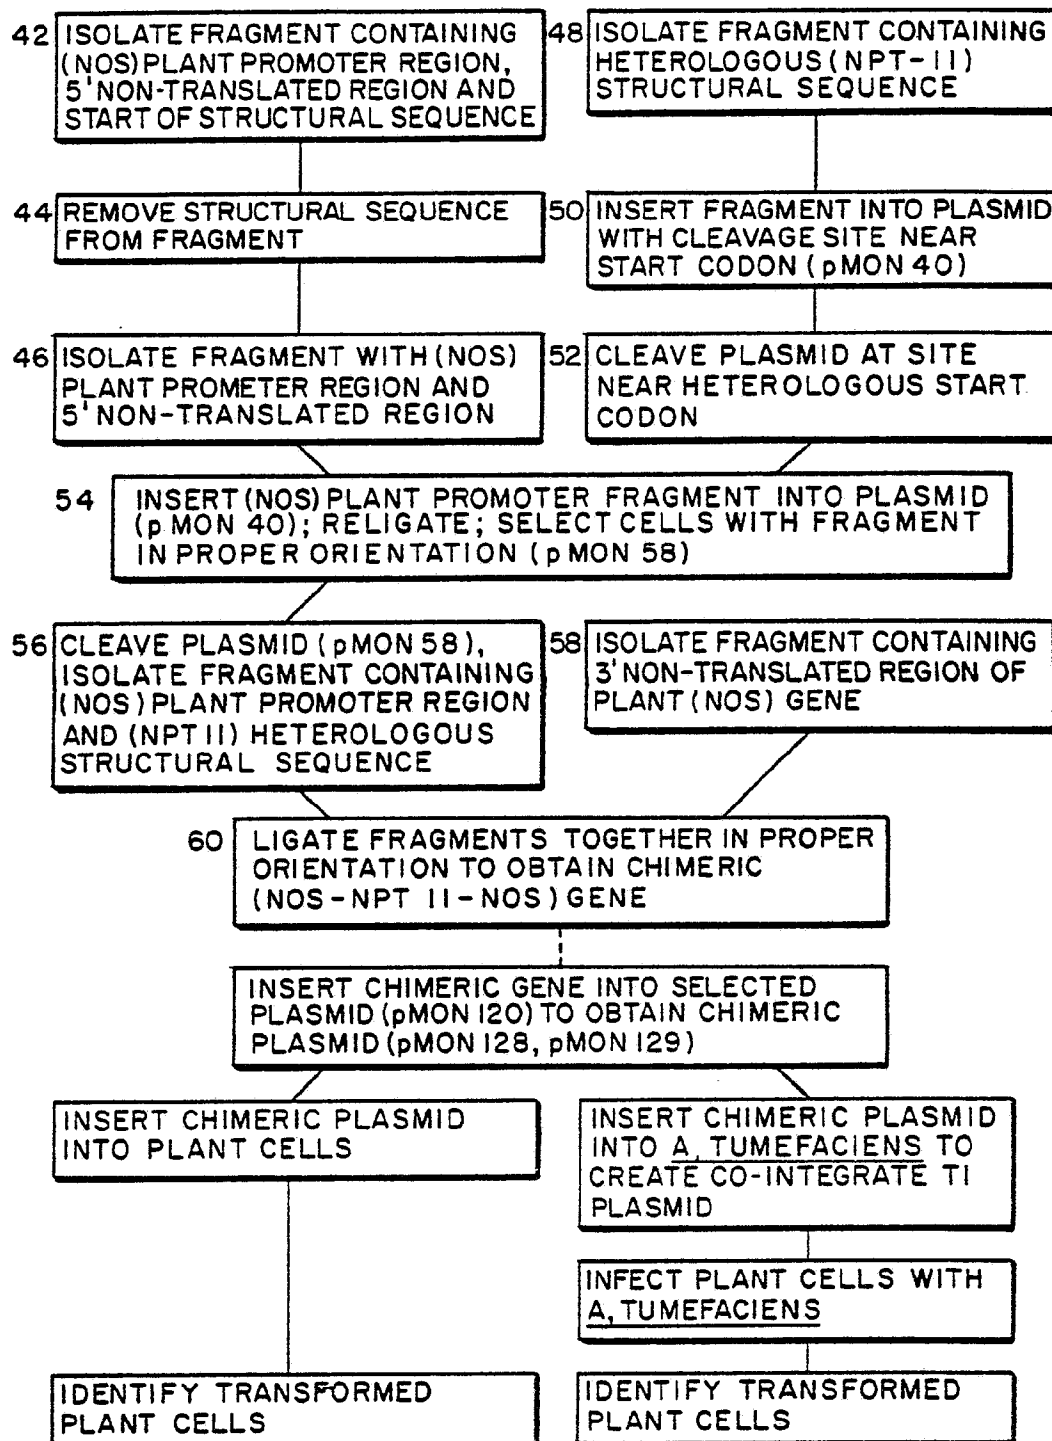 42 ISOLATE FRAGMENT CONTAINING
(NOS) PLANT PROMOTER REGION,
5' NON-TRANSLATED REGION AND
START OF STRUCTURAL SEQUENCE
48 ISOLATE FRAGMENT CONTAINING
HETEROLOGOUS (NPT-II)
STRUCTURAL SEQUENCE
44 REMOVE STRUCTURAL SEQUENCE
FROM FRAGMENT
50 INSERT FRAGMENT INTO PLASMID
WITH CLEAVAGE SITE NEAR
START CODON (pMON 40)
46 ISOLATE FRAGMENT WITH (NOS)
PLANT PROMETER REGION AND
5' NON-TRANSLATED REGION
52 CLEAVE PLASMID AT SITE
NEAR HETEROLOGOUS START
CODON
54 INSERT (NOS) PLANT PROMOTER FRAGMENT INTO PLASMID
(pMON 40); RELIGATE; SELECT CELLS WITH FRAGMENT
IN PROPER ORIENTATION (pMON 58)
56 CLEAVE PLASMID (pMON 58),
ISOLATE FRAGMENT CONTAINING
(NOS) PLANT PROMOTER REGION
AND (NPT II) HETEROLOGOUS
STRUCTURAL SEQUENCE
58 ISOLATE FRAGMENT CONTAINING
3' NON-TRANSLATED REGION OF
PLANT (NOS) GENE
60 LIGATE FRAGMENTS TOGETHER IN PROPER
ORIENTATION TO OBTAIN CHIMERIC
(NOS-NPT II-NOS) GENE
INSERT CHIMERIC GENE INTO SELECTED
PLASMID (pMON 120) TO OBTAIN CHIMERIC
PLASMID (pMON 128, pMON 129)
INSERT CHIMERIC PLASMID
INTO PLANT CELLS
INSERT CHIMERIC PLASMID
INTO A, TUMEFACIENS TO
CREATE CO-INTEGRATE TI
PLASMID
INFECT PLANT CELLS WITH
A, TUMEFACIENS
IDENTIFY TRANSFORMED
PLANT CELLS
IDENTIFY TRANSFORMED
PLANT CELLS